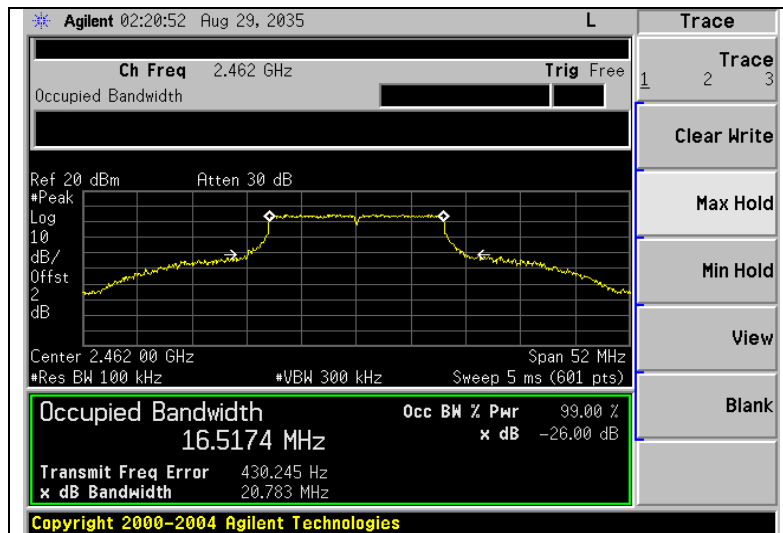 Agilent 02:20:52 Aug 29, 2035 L Trace
Ch Freq 2.462 GHz Trig Free
Occupied Bandwidth
Trace
1 2 3
Clear Write
Max Hold
Min Hold
View
Blank
Ref 20 dBm Atten 30 dB
#Peak
Log
10
dB/
Offst
2
dB
Center 2.462 00 GHz Span 52 MHz
#Res BW 100 kHz #VBW 300 kHz Sweep 5 ms (601 pts)
Occupied Bandwidth Occ BW % Pwr 99.00 %
16.5174 MHz x dB -26.00 dB
Transmit Freq Error 430.245 Hz
x dB Bandwidth 20.783 MHz
Copyright 2000-2004 Agilent Technologies